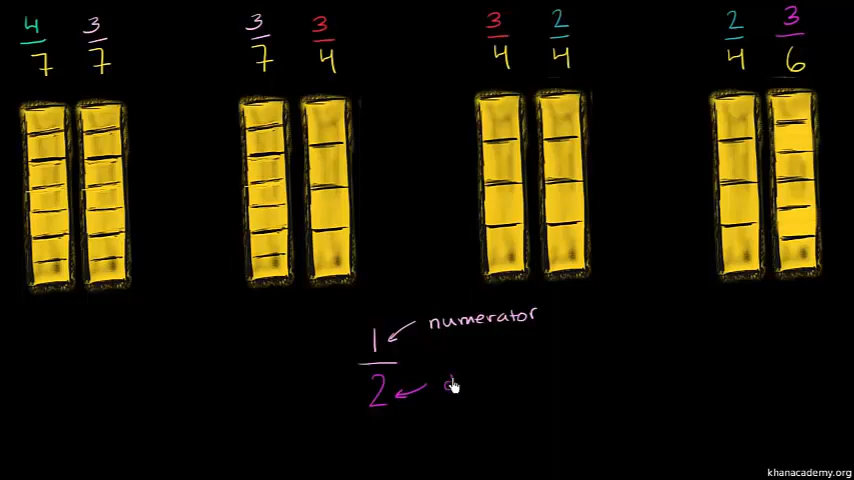 4/7 3/7 3/7 3/4 3/4 2/4 2/4 3/6
1 numerator
2
khanacademy.org